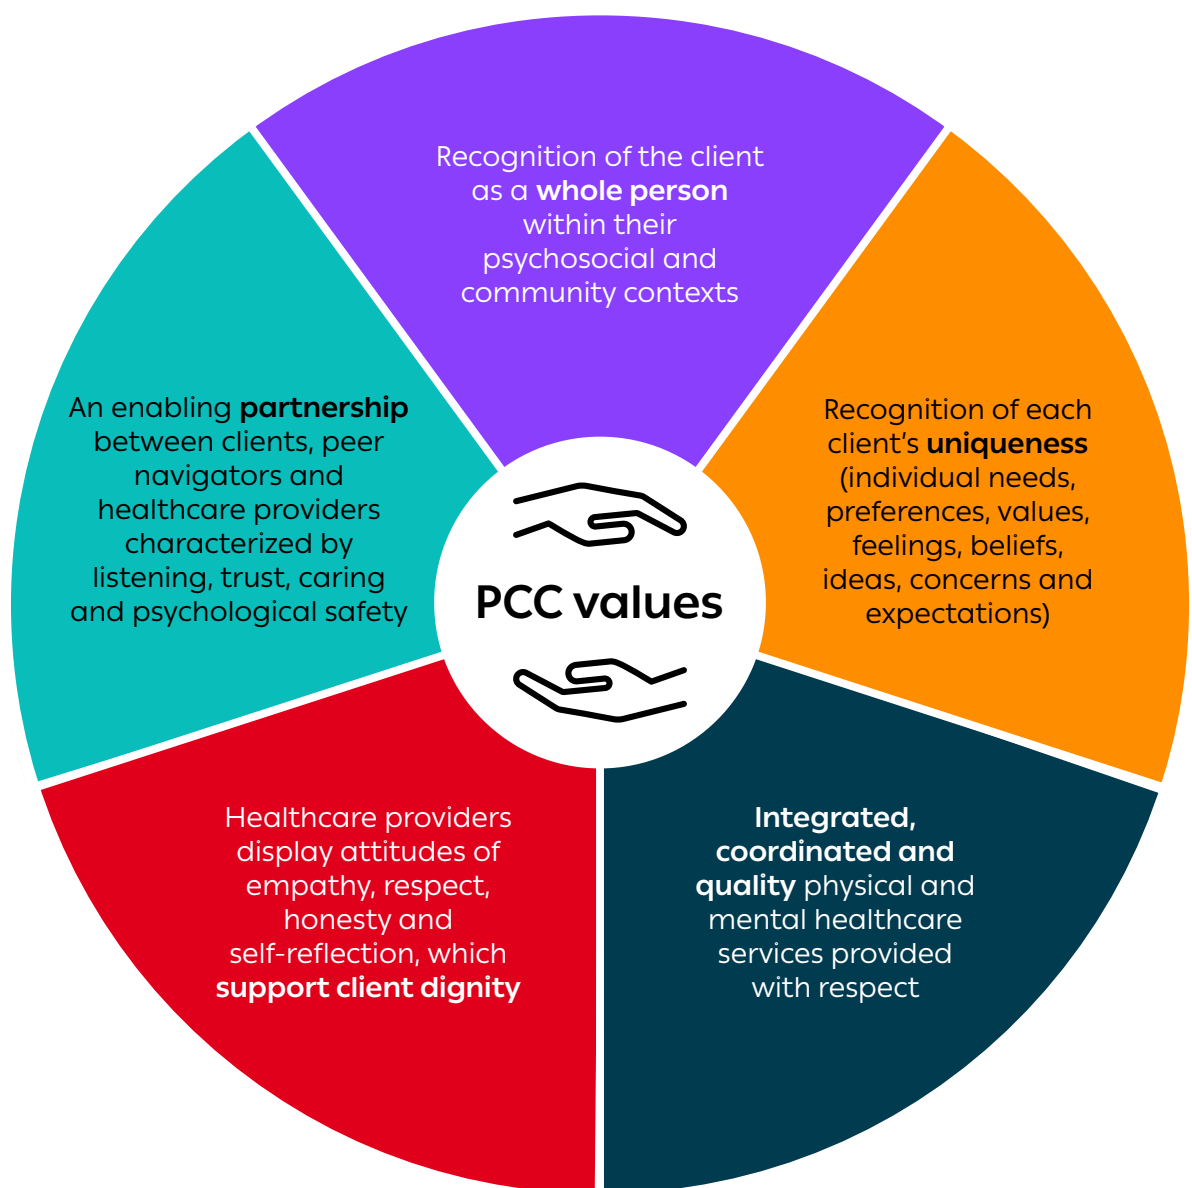 Recognition of the client
as a whole person
within their
psychosocial and
community contexts
Recognition of each
client's uniqueness
(individual needs,
preferences, values,
feelings, beliefs,
ideas, concerns and
expectations)
Integrated,
coordinated and
quality physical and
mental healthcare
services provided
with respect
Healthcare providers
display attitudes of
empathy, respect,
honesty and
self-reflection, which
support client dignity
An enabling partnership
between clients, peer
navigators and
healthcare providers
characterized by
listening, trust, caring
and psychological safety
PCC values